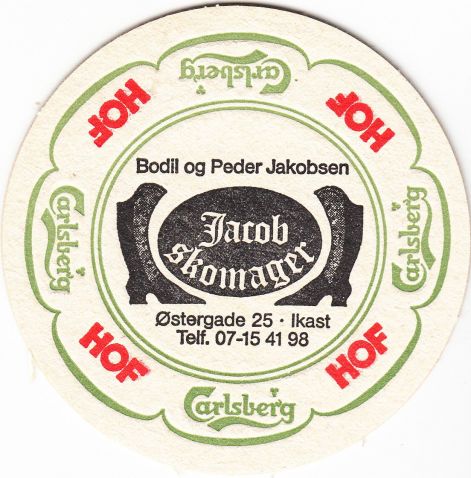 Carlsberg
HOF
HOF
Bodil og Peder Jakobsen
Carlsberg
Jacob
skomager
Carlsberg
Østergade 25 · Ikast
Telf. 07-15 41 98
HOF
HOF
Carlsberg